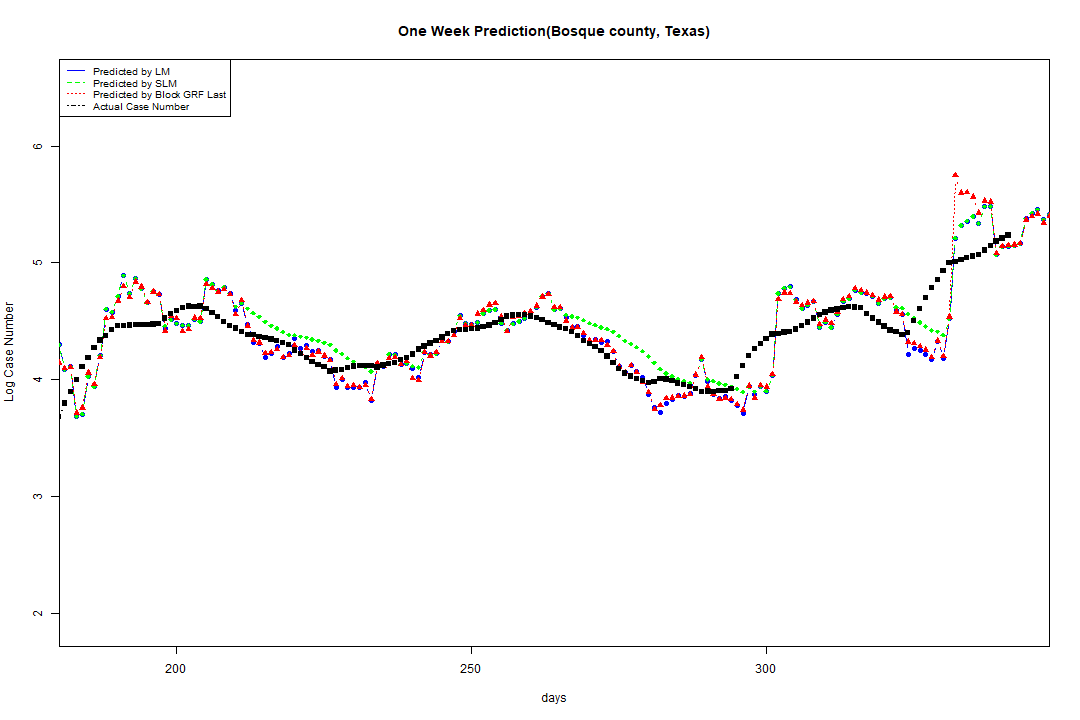 One Week Prediction(Bosque county, Texas)
Predicted by LM
Predicted by SLM
Predicted by Block GRF Last
Actual Case Number
6
5
4
3
2
Log Case Number
200
250
300
days